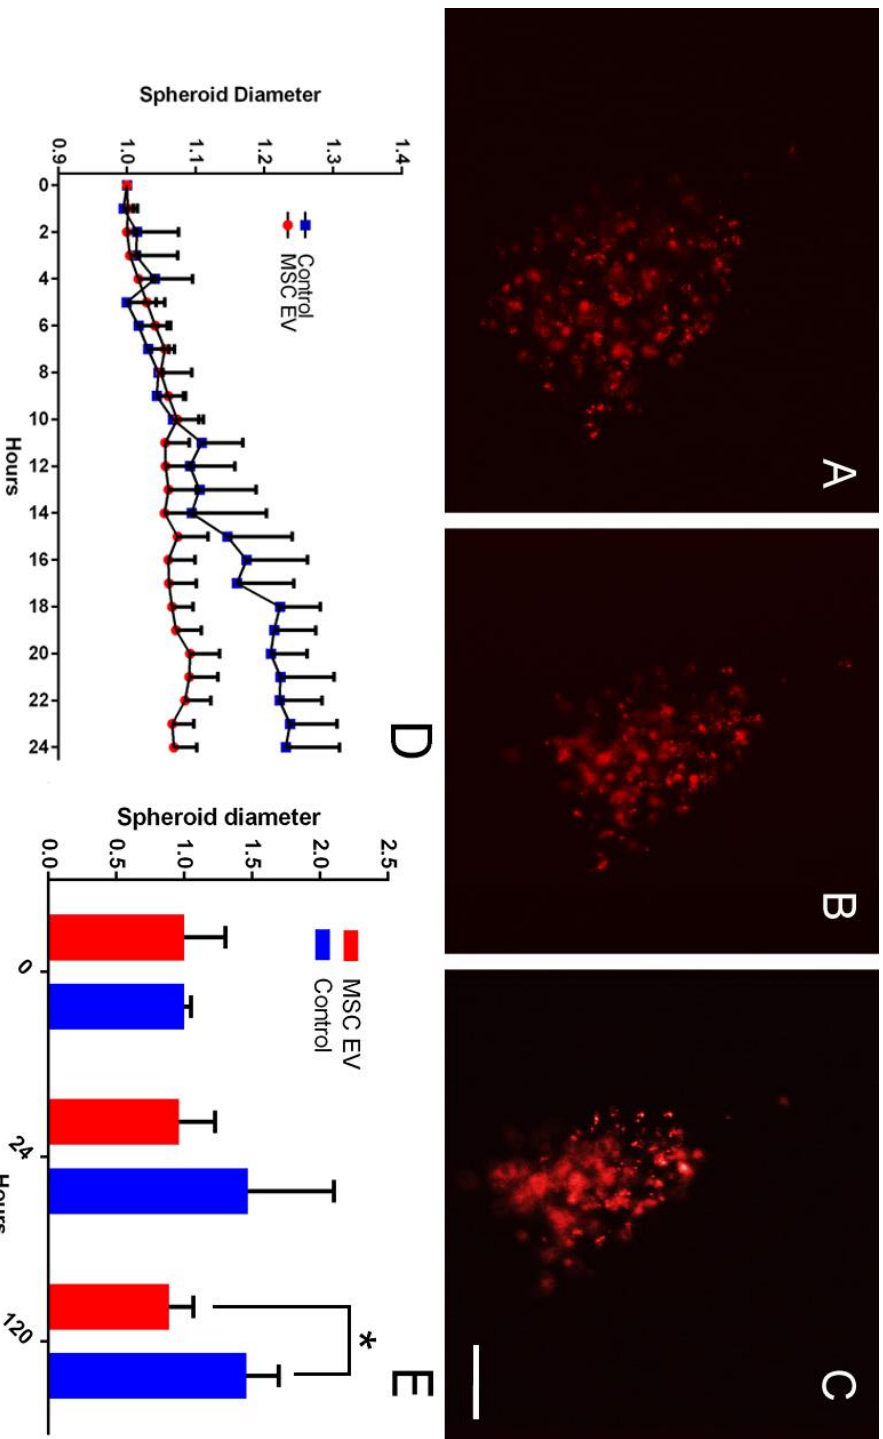 A
B
C
D
Spheroid Diameter
1.4
1.3
1.2
1.1
1.0
0.9
Control
MSC EV
0 2 4 6 8 10 12 14 16 18 20 22 24
Hours
E
Spheroid diameter
2.5
2.0
1.5
1.0
0.5
0.0
MSC EV
Control
*
0 24 120
Hours